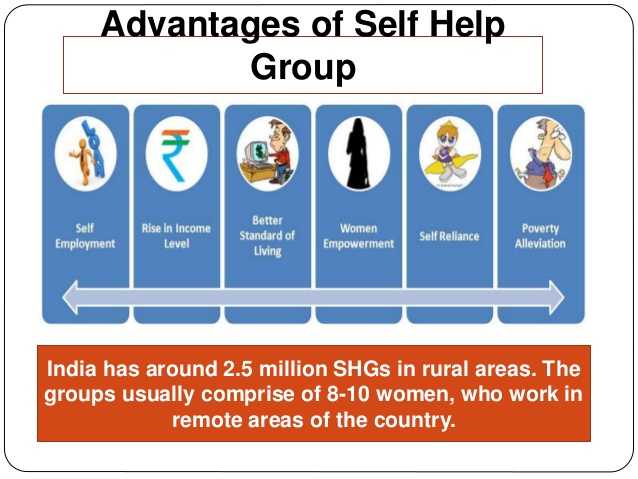 Advantages of Self Help
Group
Self
Employment
Rise in Income
Level
Better
Standard of
Living
Women
Empowerment
Self Reliance
Poverty
Alleviation
India has around 2.5 million SHGs in rural areas. The
groups usually comprise of 8-10 women, who work in
remote areas of the country.